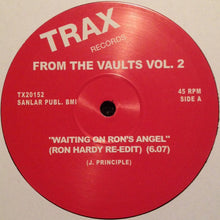 TRAX
RECORDS
FROM THE VAULTS VOL. 2
TX20152
SANLAR PUBL. BMI
45 RPM
SIDE A
"WAITING ON RON'S ANGEL"
(RON HARDY RE-EDIT) (6.07)
(J. PRINCIPLE)